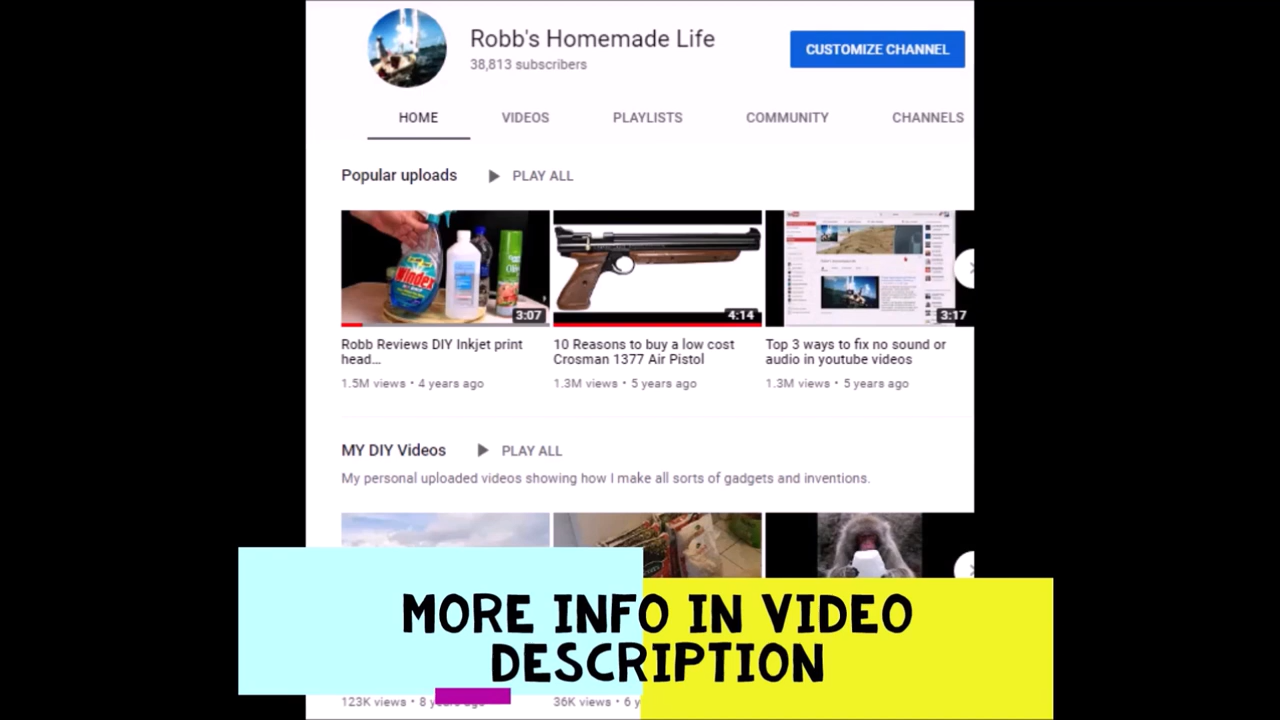 Robb's Homemade Life
38,813 subscribers
CUSTOMIZE CHANNEL
HOME VIDEOS PLAYLISTS COMMUNITY CHANNELS
Popular uploads PLAY ALL
Windex
3:07 4:14 3:17
Robb Reviews DIY Inkjet print 10 Reasons to buy a low cost Top 3 ways to fix no sound or
head... Crosman 1377 Air Pistol audio in youtube videos
1.5M views • 4 years ago 1.3M views • 5 years ago 1.3M views • 5 years ago
MY DIY Videos PLAY ALL
My personal uploaded videos showing how I make all sorts of gadgets and inventions.
MORE INFO IN VIDEO
DESCRIPTION
123K views • 8 36K views • 6 y